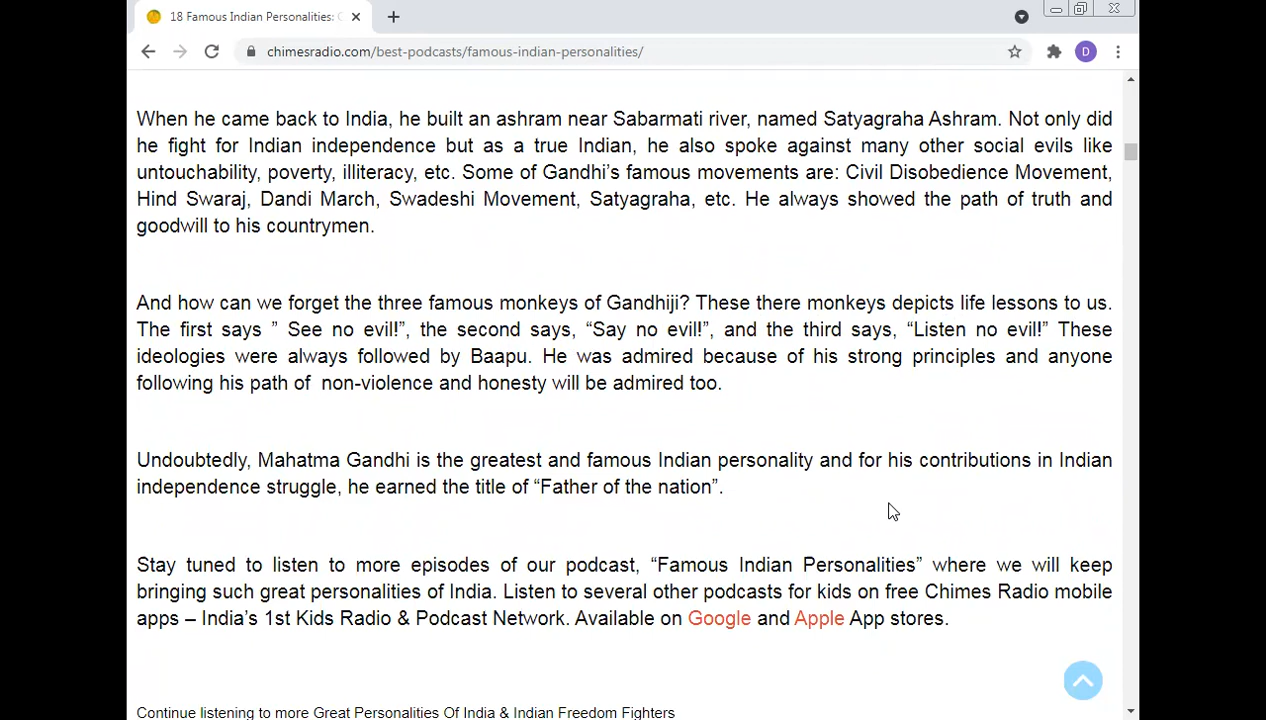 18 Famous Indian Personalities:
chimesradio.com/best-podcasts/famous-indian-personalities/
D
When he came back to India, he built an ashram near Sabarmati river, named Satyagraha Ashram. Not only did
he fight for Indian independence but as a true Indian, he also spoke against many other social evils like
untouchability, poverty, illiteracy, etc. Some of Gandhi’s famous movements are: Civil Disobedience Movement,
Hind Swaraj, Dandi March, Swadeshi Movement, Satyagraha, etc. He always showed the path of truth and
goodwill to his countrymen.
And how can we forget the three famous monkeys of Gandhiji? These there monkeys depicts life lessons to us.
The first says ” See no evil!”, the second says, “Say no evil!”, and the third says, “Listen no evil!” These
ideologies were always followed by Baapu. He was admired because of his strong principles and anyone
following his path of non-violence and honesty will be admired too.
Undoubtedly, Mahatma Gandhi is the greatest and famous Indian personality and for his contributions in Indian
independence struggle, he earned the title of “Father of the nation”.
Stay tuned to listen to more episodes of our podcast, “Famous Indian Personalities” where we will keep
bringing such great personalities of India. Listen to several other podcasts for kids on free Chimes Radio mobile
apps – India’s 1st Kids Radio & Podcast Network. Available on Google and Apple App stores.
Continue listening to more Great Personalities Of India & Indian Freedom Fighters